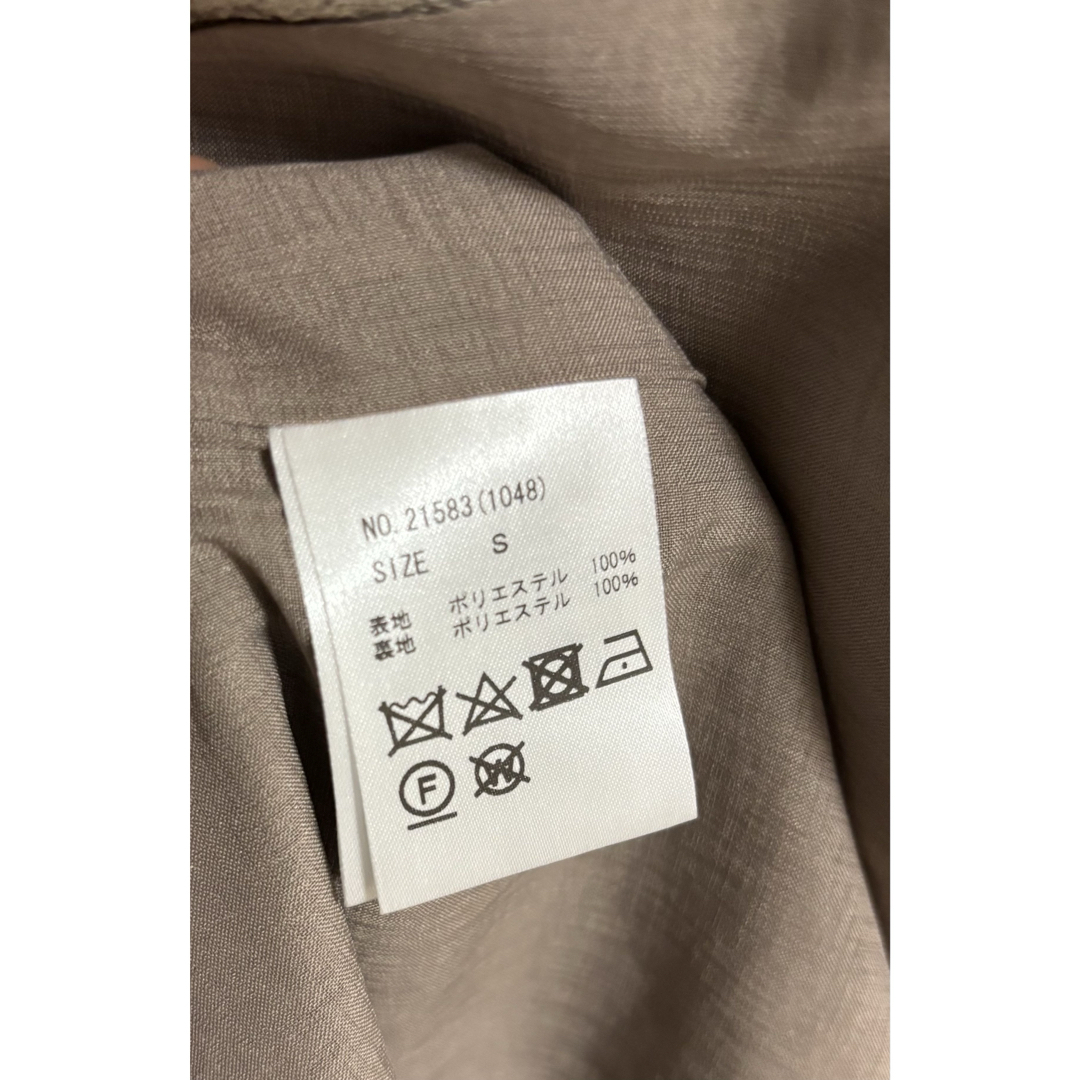 NO. 21583(1048)
SIZE S
表地 ポリエステル 100%
裏地 ポリエステル 100%
F
W